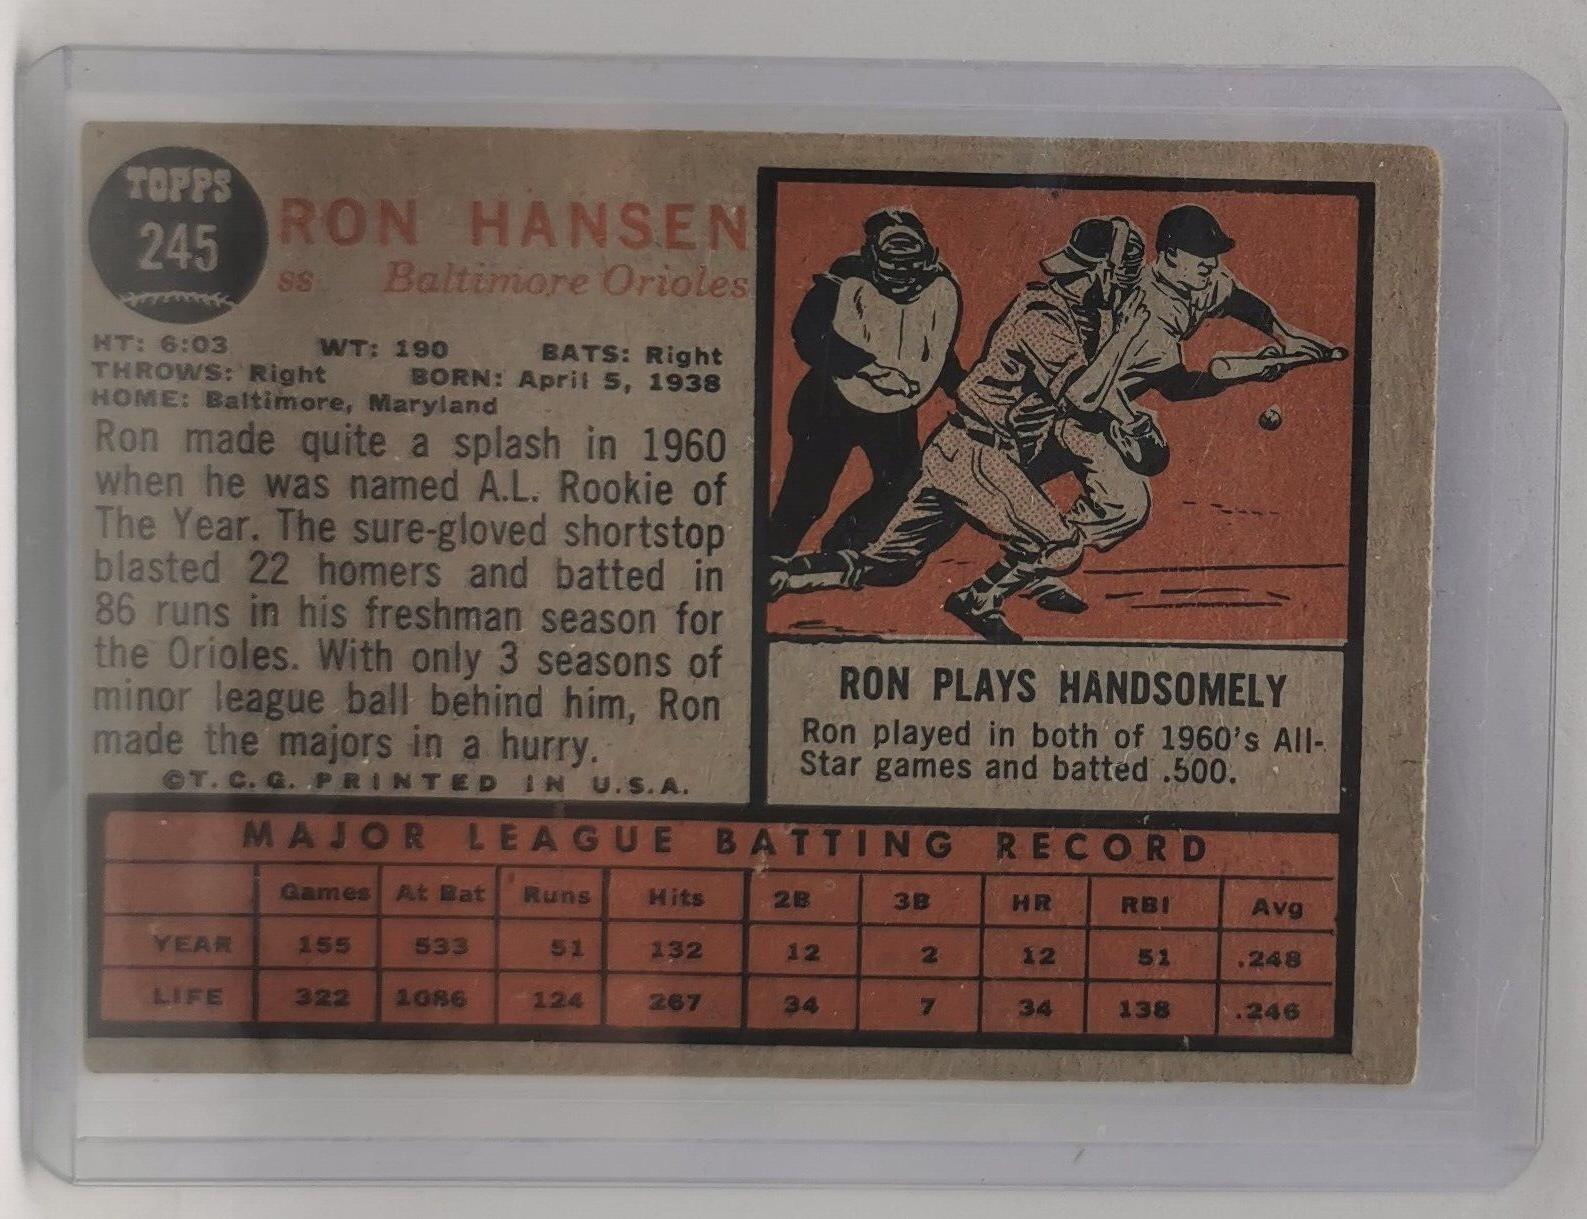 TOPPS
245
RON HANSEN
ss Baltimore Orioles
HT: 6:03 WT: 190 BATS: Right
THROWS: Right BORN: April 5, 1938
HOME: Baltimore, Maryland
Ron made quite a splash in 1960
when he was named A.L. Rookie of
The Year. The sure-gloved shortstop
blasted 22 homers and batted in
86 runs in his freshman season for
the Orioles. With only 3 seasons of
minor league ball behind him, Ron
made the majors in a hurry.
©T.C.G. PRINTED IN U.S.A.
RON PLAYS HANDSOMELY
Ron played in both of 1960's All-
Star games and batted .500.
MAJOR LEAGUE BATTING RECORD
Games At Bat Runs Hits 2B 3B HR RBI Avg
YEAR 155 533 51 132 12 2 12 51 .248
LIFE 322 1086 124 267 34 7 34 138 .246